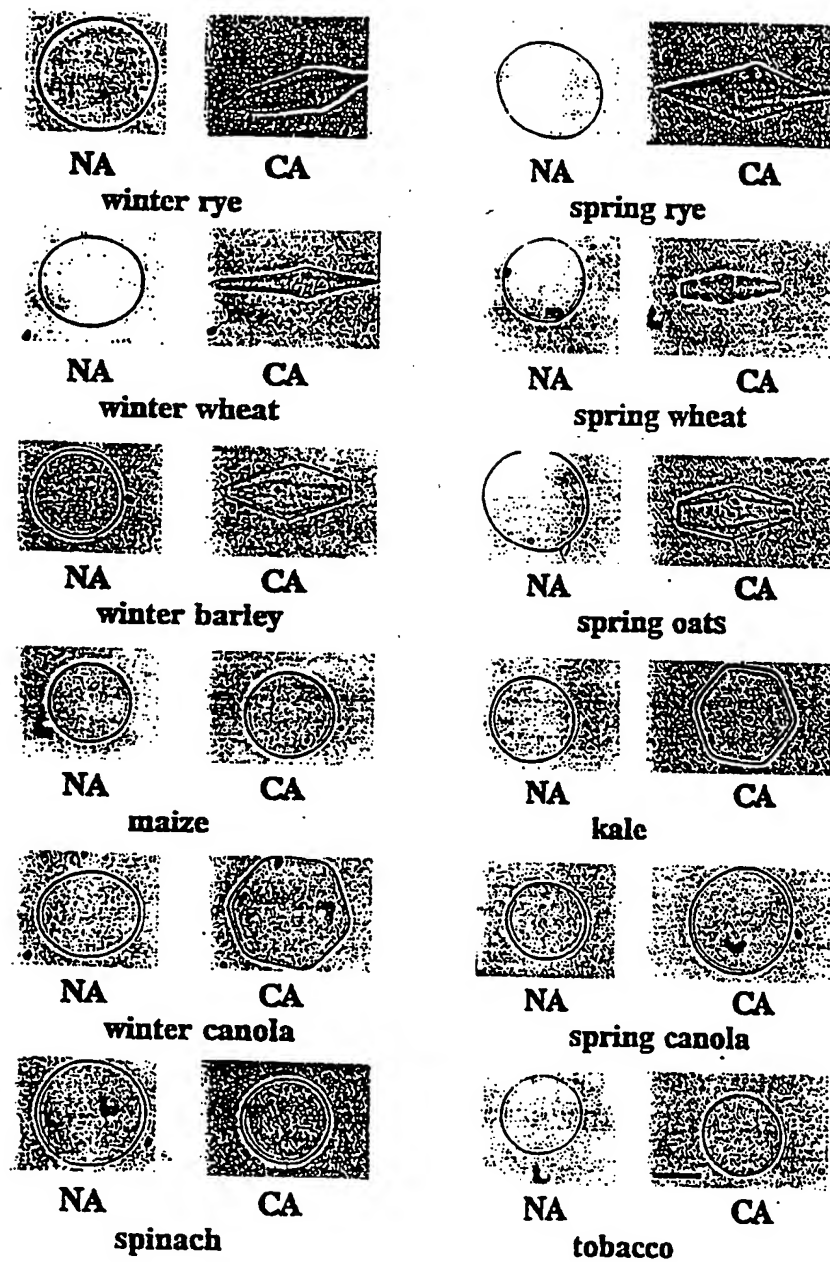 NA CA NA CA
winter rye spring rye
NA CA NA CA
winter wheat spring wheat
NA CA NA CA
winter barley spring oats
NA CA NA CA
maize kale
NA CA NA CA
winter canola spring canola
NA CA NA CA
spinach tobacco